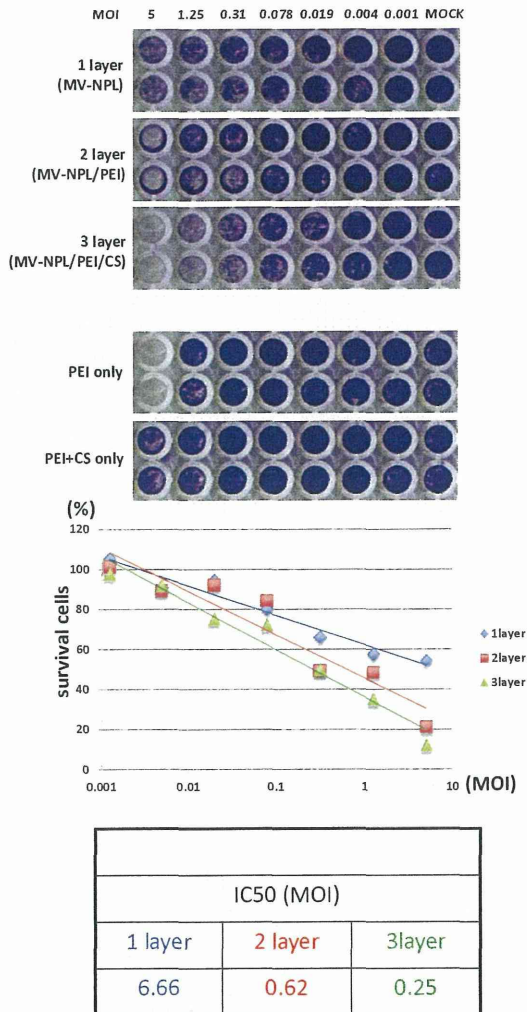 MOI 5 1.25 0.31 0.078 0.019 0.004 0.001 MOCK
1 layer
(MV-NPL)
2 layer
(MV-NPL/PEI)
3 layer
(MV-NPL/PEI/CS)
PEI only
PEI+CS only
(%)
120
100
80
60
40
20
0
survival cells
0.001 0.01 0.1 1 10 (MOI)
1layer
2layer
3layer
IC50 (MOI)
1 layer 2 layer 3layer
6.66 0.62 0.25